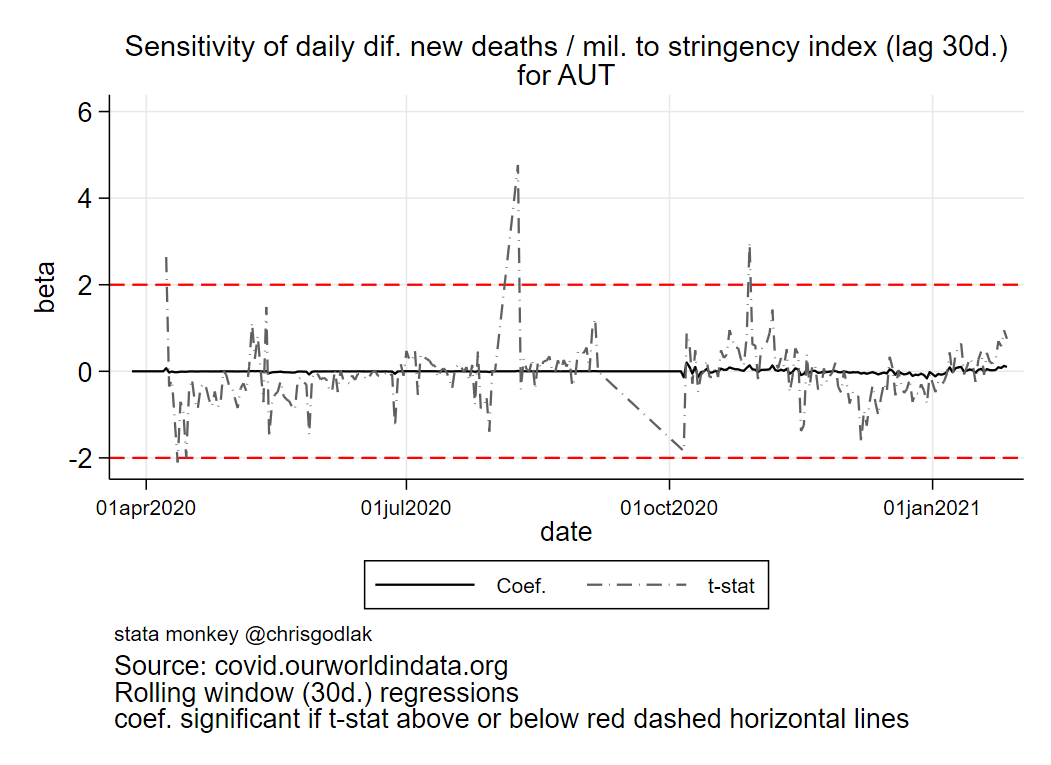 Sensitivity of daily dif. new deaths / mil. to stringency index (lag 30d.)
for AUT
6
4
2
0
-2
beta
01apr2020
01jul2020
01oct2020
01jan2021
date
Coef.
t-stat
stata monkey @chrisgodlak
Source: covid.ourworldindata.org
Rolling window (30d.) regressions
coef. significant if t-stat above or below red dashed horizontal lines